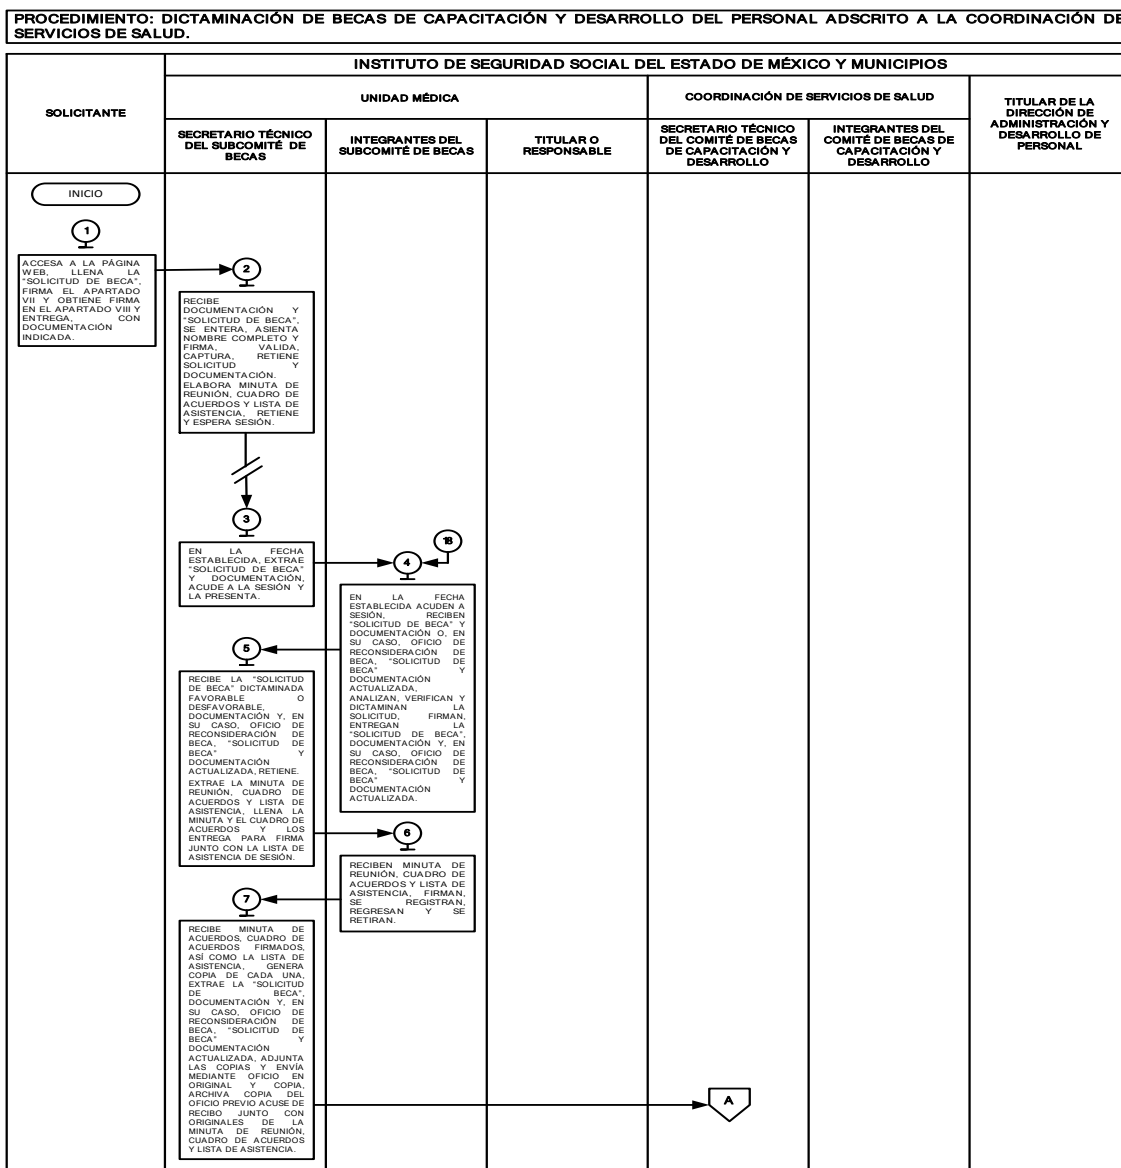 PROCEDIMIENTO: DICTAMINACIÓN DE BECAS DE CAPACITACIÓN Y DESARROLLO DEL PERSONAL ADSCRITO A LA COORDINACIÓN DE
SERVICIOS DE SALUD.
INSTITUTO DE SEGURIDAD SOCIAL DEL ESTADO DE MÉXICO Y MUNICIPIOS
SOLICITANTE
UNIDAD MÉDICA
COORDINACIÓN DE SERVICIOS DE SALUD
TITULAR DE LA
DIRECCIÓN DE
ADMINISTRACIÓN Y
DESARROLLO DE
PERSONAL
SECRETARIO TÉCNICO
DEL SUBCOMITÉ DE
BECAS
INTEGRANTES DEL
SUBCOMITÉ DE BECAS
TITULAR O
RESPONSABLE
SECRETARIO TÉCNICO
DEL COMITÉ DE BECAS
DE CAPACITACIÓN Y
DESARROLLO
INTEGRANTES DEL
COMITÉ DE BECAS DE
CAPACITACIÓN Y
DESARROLLO
INICIO
1
ACCESA A LA PÁGINA
WEB, LLENA LA
"SOLICITUD DE BECA",
FIRMA EL APARTADO
VII Y OBTIENE FIRMA
EN EL APARTADO VIII Y
ENTREGA, CON
DOCUMENTACIÓN
INDICADA.
2
RECIBE
DOCUMENTACIÓN Y
"SOLICITUD DE BECA",
SE ENTERA, ASIENTA
NOMBRE COMPLETO Y
FIRMA, VALIDA,
CAPTURA, RETIENE
SOLICITUD Y
DOCUMENTACIÓN.
ELABORA MINUTA DE
REUNIÓN, CUADRO DE
ACUERDOS Y LISTA DE
ASISTENCIA, RETIENE
Y ESPERA SESIÓN.
3
EN LA FECHA
ESTABLECIDA, EXTRAE
"SOLICITUD DE BECA"
Y DOCUMENTACIÓN,
ACUDE A LA SESIÓN Y
LA PRESENTA.
18
4
EN LA FECHA
ESTABLECIDA ACUDEN A
SESIÓN, RECIBEN
"SOLICITUD DE BECA" Y
DOCUMENTACIÓN O, EN
SU CASO, OFICIO DE
RECONSIDERACIÓN DE
BECA, "SOLICITUD DE
BECA" Y
DOCUMENTACIÓN
ACTUALIZADA,
ANALIZAN, VERIFICAN Y
DICTAMINAN LA
SOLICITUD, FIRMAN,
ENTREGAN LA
"SOLICITUD DE BECA",
DOCUMENTACIÓN Y, EN
SU CASO, OFICIO DE
RECONSIDERACIÓN DE
BECA, "SOLICITUD DE
BECA" Y
DOCUMENTACIÓN
ACTUALIZADA.
5
RECIBE LA "SOLICITUD
DE BECA" DICTAMINADA
FAVORABLE O
DESFAVORABLE,
DOCUMENTACIÓN Y, EN
SU CASO, OFICIO DE
RECONSIDERACIÓN DE
BECA, "SOLICITUD DE
BECA" Y
DOCUMENTACIÓN
ACTUALIZADA, RETIENE.
EXTRAE LA MINUTA DE
REUNIÓN, CUADRO DE
ACUERDOS Y LISTA DE
ASISTENCIA, LLENA LA
MINUTA Y EL CUADRO DE
ACUERDOS Y LOS
ENTREGA PARA FIRMA
JUNTO CON LA LISTA DE
ASISTENCIA DE SESIÓN.
6
RECIBEN MINUTA DE
REUNIÓN, CUADRO DE
ACUERDOS Y LISTA DE
ASISTENCIA, FIRMAN,
SE REGISTRAN,
REGRESAN Y SE
RETIRAN.
7
RECIBE MINUTA DE
ACUERDOS, CUADRO DE
ACUERDOS FIRMADOS,
ASÍ COMO LA LISTA DE
ASISTENCIA, GENERA
COPIA DE CADA UNA,
EXTRAE LA "SOLICITUD
DE BECA",
DOCUMENTACIÓN Y, EN
SU CASO, OFICIO DE
RECONSIDERACIÓN DE
BECA, "SOLICITUD DE
BECA" Y
DOCUMENTACIÓN
ACTUALIZADA, ADJUNTA
LAS COPIAS Y ENVÍA
MEDIANTE OFICIO EN
ORIGINAL Y COPIA,
ARCHIVA COPIA DEL
OFICIO PREVIO ACUSE DE
RECIBO JUNTO CON
ORIGINALES DE LA
MINUTA DE REUNIÓN,
CUADRO DE ACUERDOS
Y LISTA DE ASISTENCIA.
A